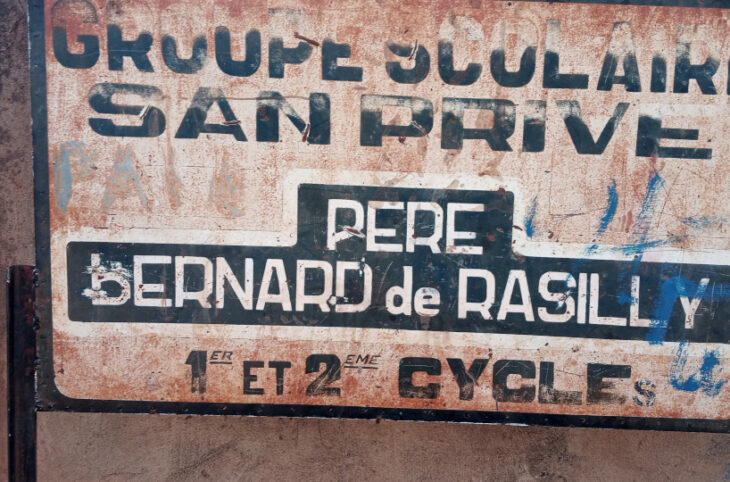 GROUPE SCOLAIRE
SAN PRIVE
PERE
BERNARD de RASILLY
1ER ET 2EME CYCLEs